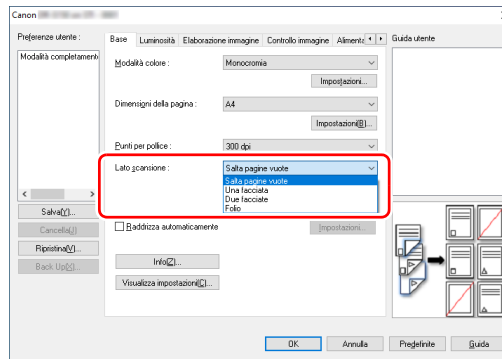 Canon
Preferenze utente :
Modalità completamente
Salva(Y)...
Cancella(J)
Ripristina(V)...
Back Up(K)...
Base Luminosità Elaborazione immagine Controllo immagine Alimenta
Modalità colore : Monocromia
Impostazioni...
Dimensioni della pagina : A4
Impostazioni(B)...
Punti per pollice : 300 dpi
Lato scansione : Salta pagine vuote
Salta pagine vuote
Una facciata
Due facciate
Folio
Raddrizza automaticamente Impostazioni...
Info(Z)...
Visualizza impostazioni(C)...
Guida utente
OK Annulla Predefinite Guida